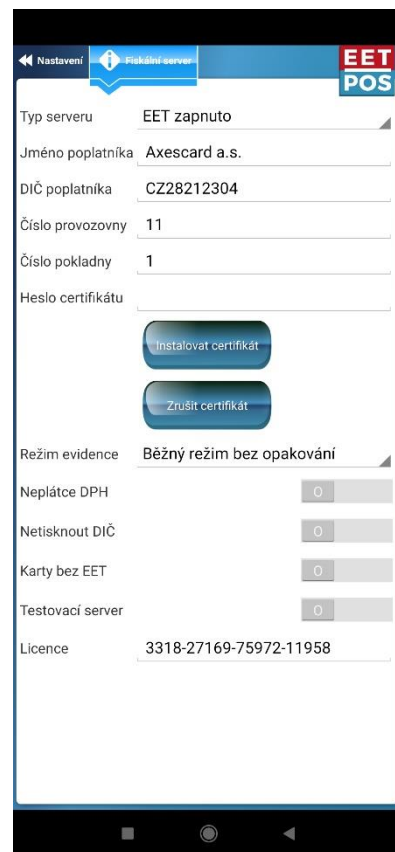 Nastavení Fiskální server EET
POS
Typ serveru EET zapnuto
Jméno poplatníka Axescard a.s.
DIČ poplatníka CZ28212304
Číslo provozovny 11
Číslo pokladny 1
Heslo certifikátu
Instalovat certifikát
Zrušit certifikát
Režim evidence Běžný režim bez opakování
Neplátce DPH O
Netisknout DIČ O
Karty bez EET O
Testovací server O
Licence 3318-27169-75972-11958